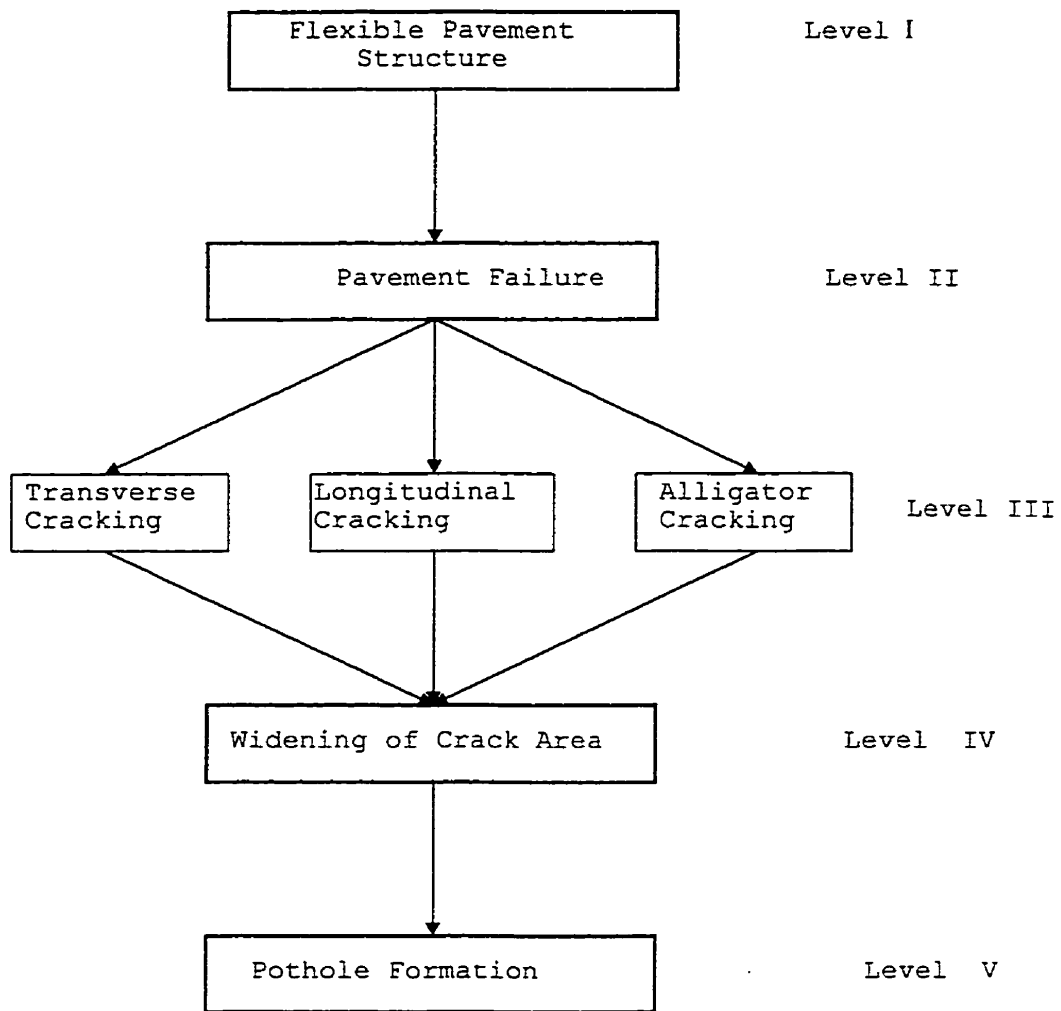 Flexible Pavement
Structure
Level I
Pavement Failure
Level II
Transverse
Cracking
Longitudinal
Cracking
Alligator
Cracking
Level III
Widening of Crack Area
Level IV
Pothole Formation
Level V